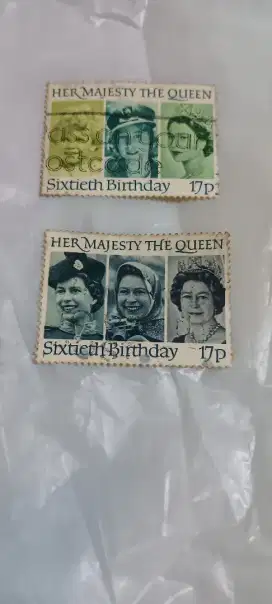 HER MAJESTY THE QUEEN
Sixtieth Birthday 17p
HER MAJESTY THE QUEEN
Sixtieth Birthday 17p